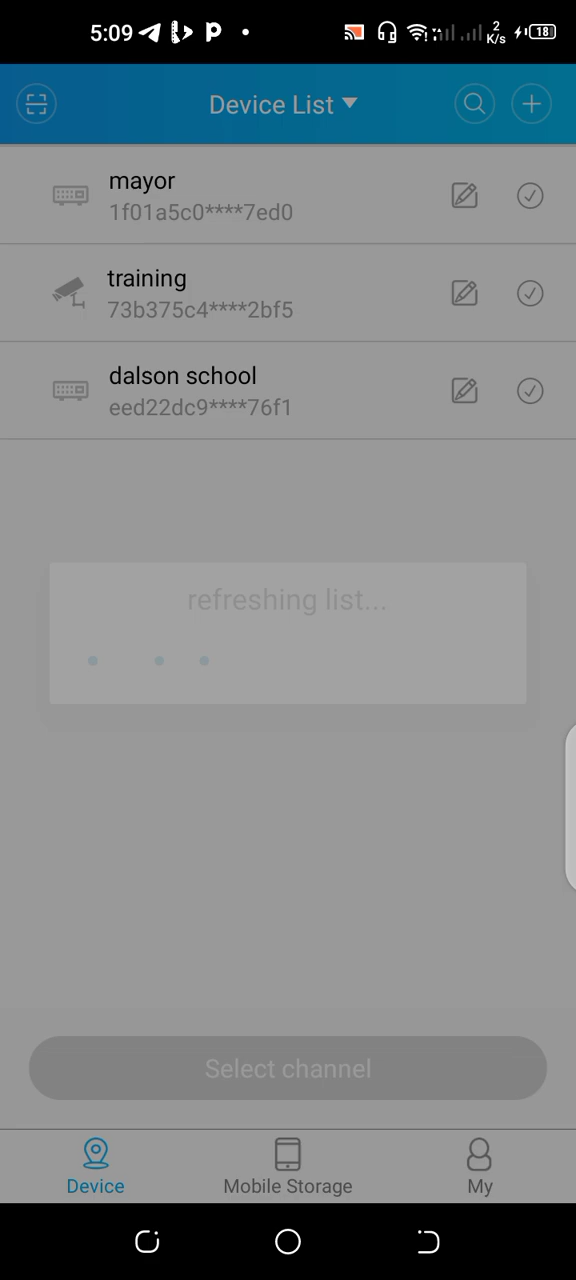 5:09
2
K/s
18
Device List
mayor
1f01a5c0****7ed0
training
73b375c4****2bf5
dalson school
eed22dc9****76f1
refreshing list...
Select channel
Device
Mobile Storage
My